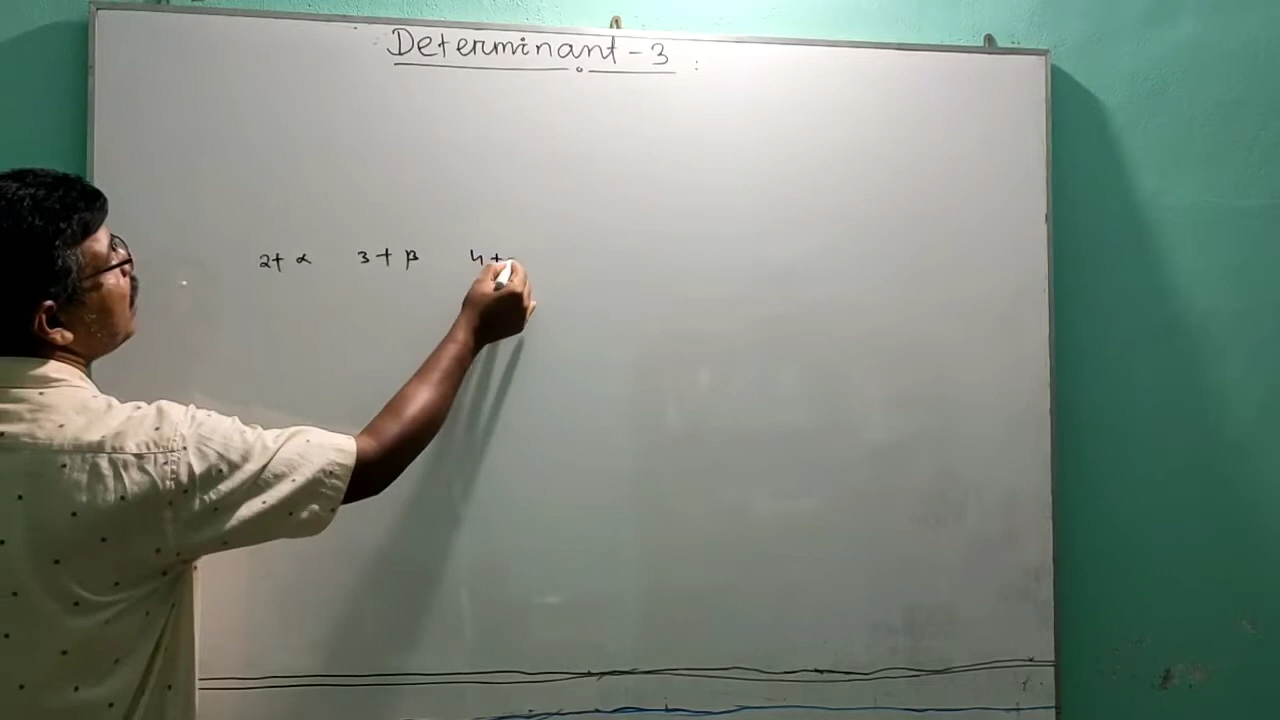 Determinant - 3 :
2+ α 3 + β 4 +